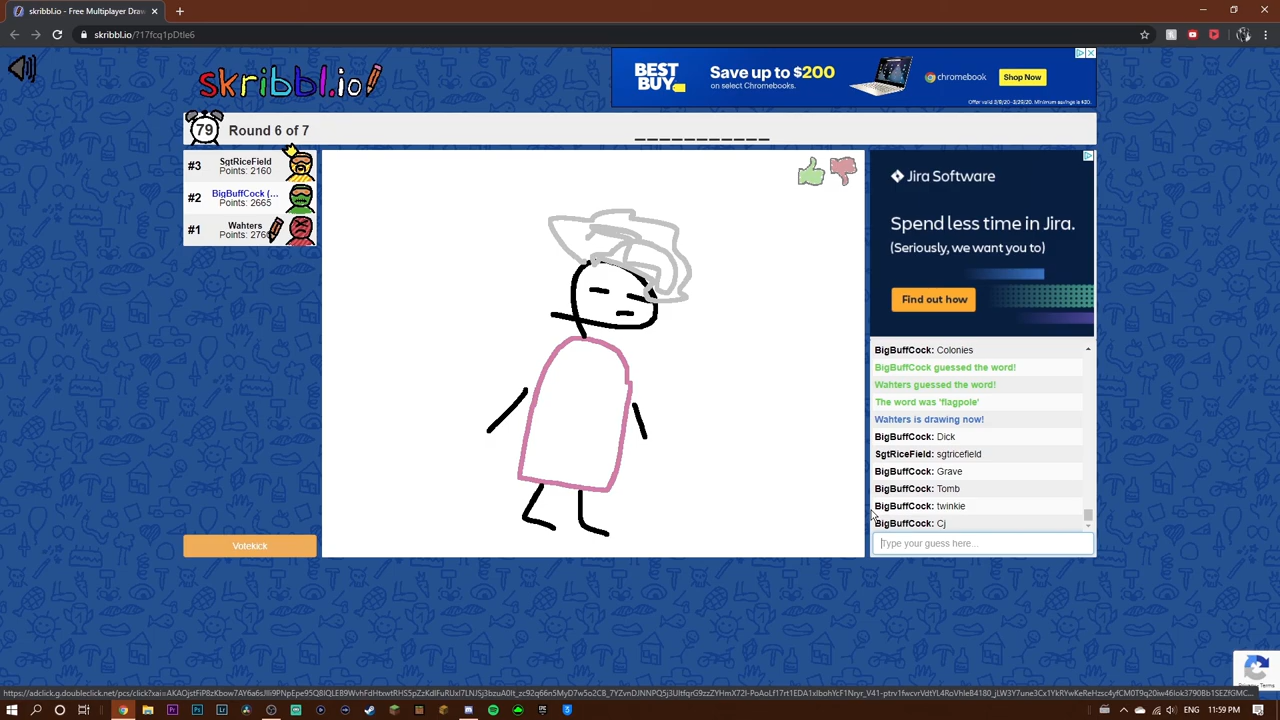 skribbl.io - Free Multiplayer Draw
skribbl.io/?17fcq1pDtle6
skribbl.io
BEST BUY
Save up to $200
on select Chromebooks.
chromebook
Shop Now
79
Round 6 of 7
__________
#3
SgtRiceField
Points: 2160
#2
BigBuffCock (...
Points: 2665
#1
Wahters
Points: 276
Votekick
Jira Software
Spend less time in Jira.
(Seriously, we want you to)
Find out how
BigBuffCock: Colonies
BigBuffCock guessed the word!
Wahters guessed the word!
The word was 'flagpole'
Wahters is drawing now!
BigBuffCock: Dick
SgtRiceField: sgtricefield
BigBuffCock: Grave
BigBuffCock: Tomb
BigBuffCock: twinkie
BigBuffCock: Cj
Type your guess here...
ENG
11:59 PM